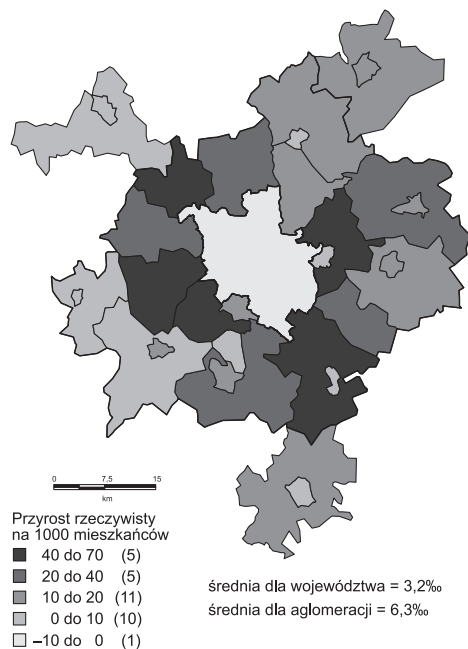 0 7,5 15
km
Przyrost rzeczywisty
na 1000 mieszkańców
40 do 70 (5)
20 do 40 (5)
10 do 20 (11)
0 do 10 (10)
–10 do 0 (1)
średnia dla województwa = 3,2‰
średnia dla aglomeracji = 6,3‰